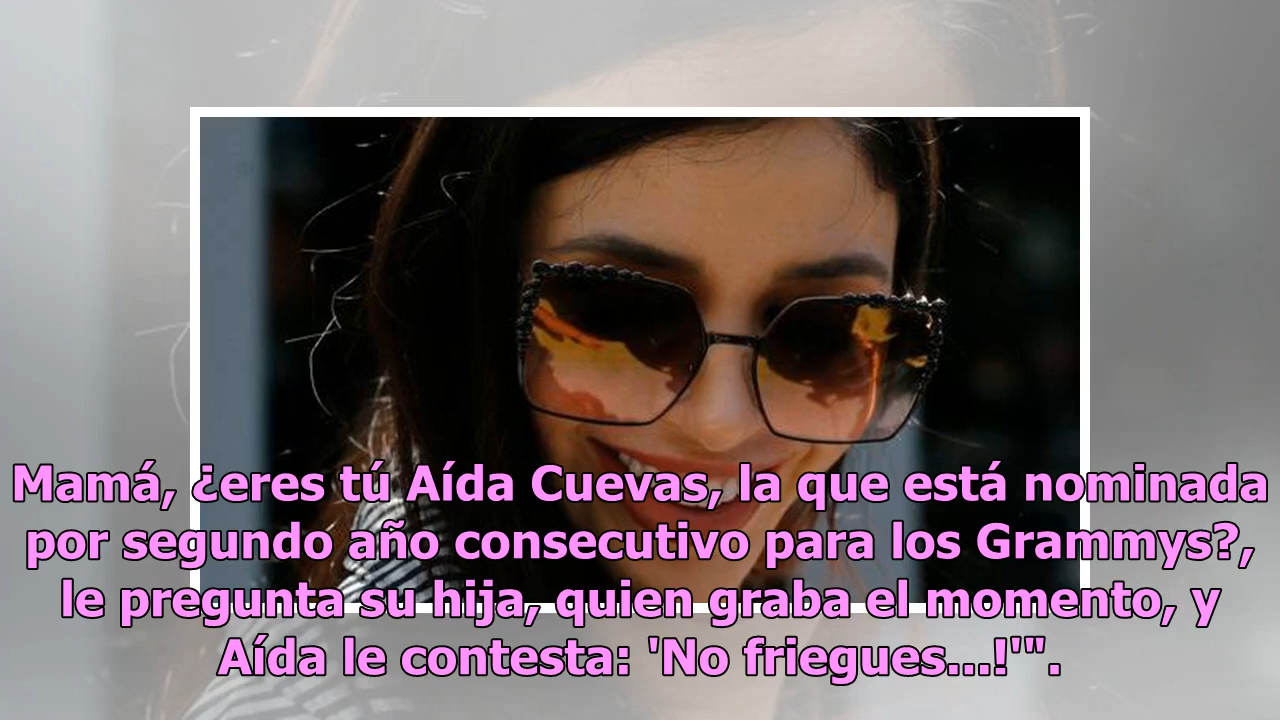 Mamá, ¿eres tú Aída Cuevas, la que está nominada
por segundo año consecutivo para los Grammys?,
le pregunta su hija, quien graba el momento, y
Aída le contesta: 'No friegues...!'".